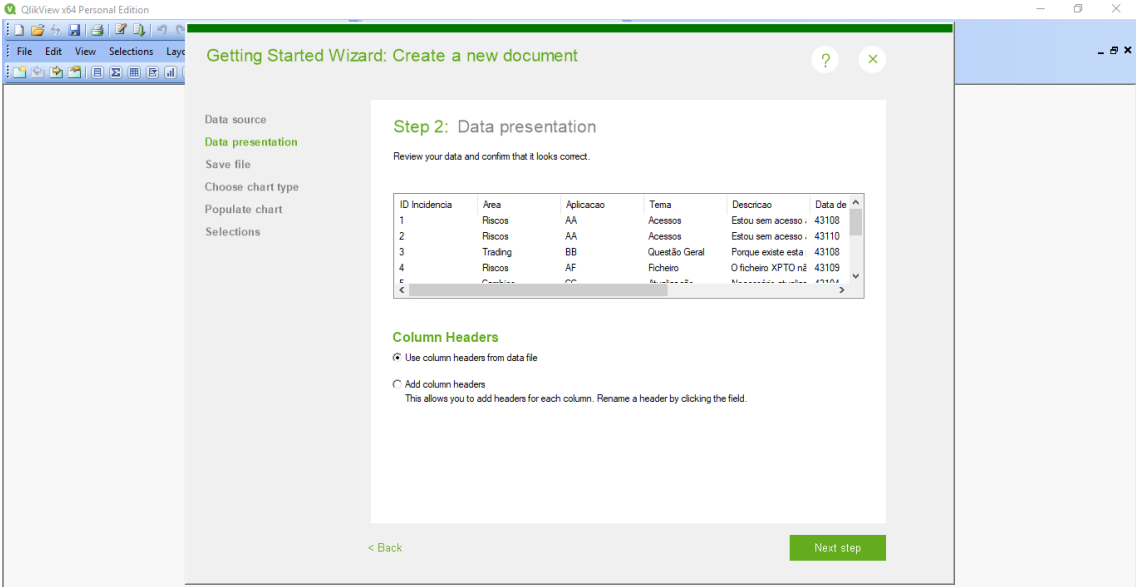 QlikView x64 Personal Edition
File Edit View Selections Layo
Getting Started Wizard: Create a new document
? ×
Data source
Data presentation
Save file
Choose chart type
Populate chart
Selections
Step 2: Data presentation
Review your data and confirm that it looks correct.
ID Incidencia Area Aplicacao Tema Descricao Data de
1 Riscos AA Acessos Estou sem acesso 43108
2 Riscos AA Acessos Estou sem acesso 43110
3 Trading BB Questão Geral Porque existe esta 43108
4 Riscos AF Ficheiro O ficheiro XPTO nã 43109
Column Headers
Use column headers from data file
Add column headers
This allows you to add headers for each column. Rename a header by clicking the field.
< Back
Next step